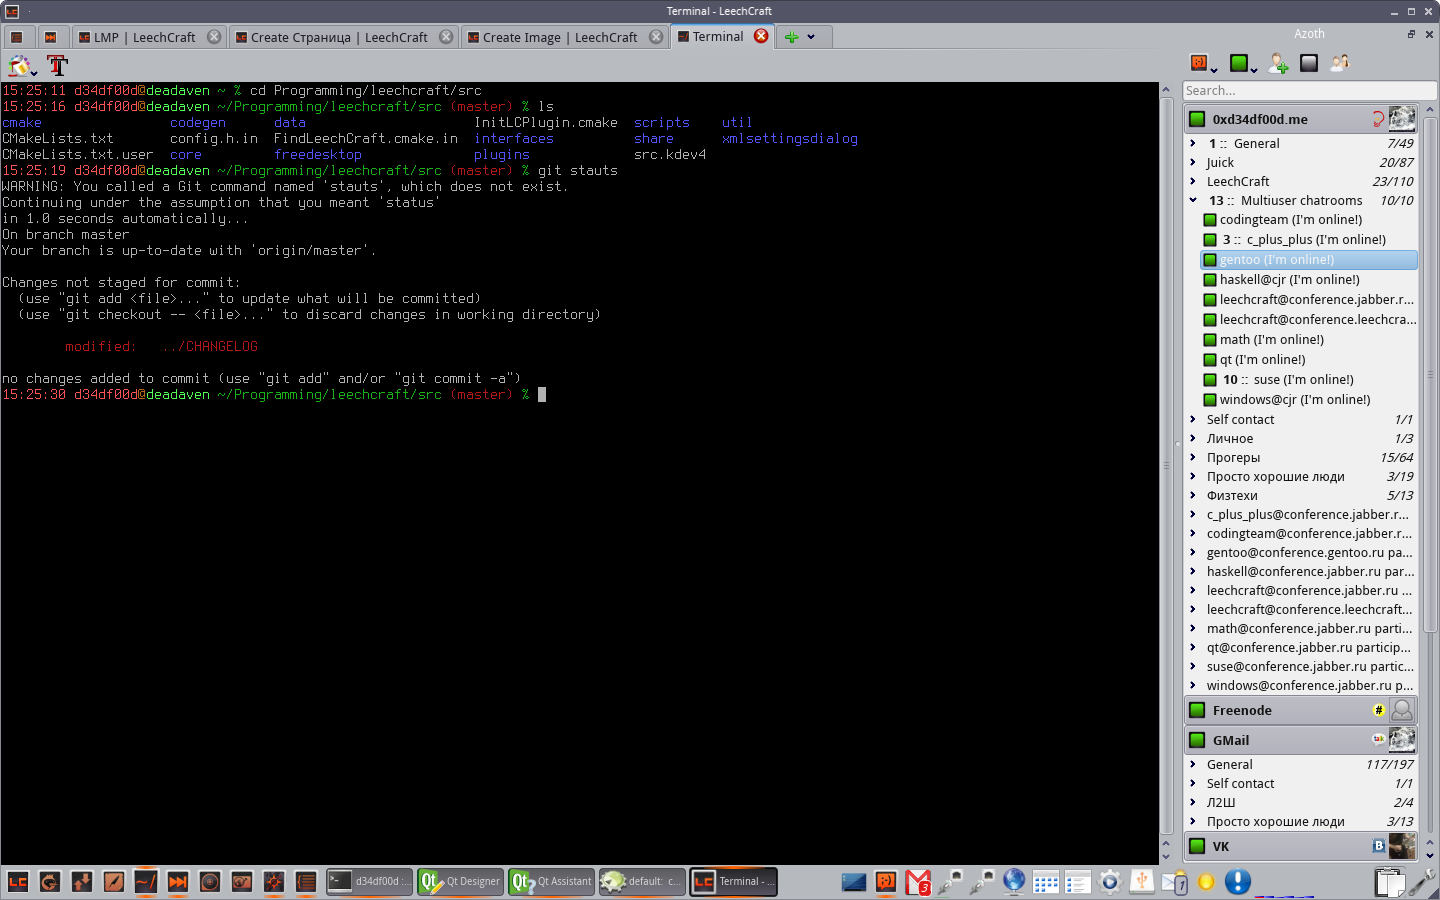 Terminal - LeechCraft
LMP | LeechCraft
Create Страница | LeechCraft
Create Image | LeechCraft
Terminal
Azoth
15:25:11 d34df00d@deadaven ~ % cd Programming/leechcraft/src
15:25:16 d34df00d@deadaven ~/Programming/leechcraft/src (master) % ls
cmake codegen data InitLCPlugin.cmake scripts util
CMakeLists.txt config.h.in FindLeechCraft.cmake.in interfaces share xmlsettingsdialog
CMakeLists.txt.user core freedesktop plugins src.kdev4
15:25:19 d34df00d@deadaven ~/Programming/leechcraft/src (master) % git stauts
WARNING: You called a Git command named 'stauts', which does not exist.
Continuing under the assumption that you meant 'status'
in 1.0 seconds automatically...
On branch master
Your branch is up-to-date with 'origin/master'.
Changes not staged for commit:
(use "git add <file>..." to update what will be committed)
(use "git checkout -- <file>..." to discard changes in working directory)
modified: ../CHANGELOG
no changes added to commit (use "git add" and/or "git commit -a")
15:25:30 d34df00d@deadaven ~/Programming/leechcraft/src (master) %
Search...
0xd34df00d.me
1 :: General 7/49
Juick 20/87
LeechCraft 23/110
13 :: Multiuser chatrooms 10/10
codingteam (I'm online!)
3 :: c_plus_plus (I'm online!)
gentoo (I'm online!)
haskell@cjr (I'm online!)
leechcraft@conference.jabber.r...
leechcraft@conference.leechcra...
math (I'm online!)
qt (I'm online!)
10 :: suse (I'm online!)
windows@cjr (I'm online!)
Self contact 1/1
Личное 1/3
Прогеры 15/64
Просто хорошие люди 3/19
Физтехи 5/13
c_plus_plus@conference.jabber.r...
codingteam@conference.jabber.r...
gentoo@conference.gentoo.ru pa...
haskell@conference.jabber.ru par...
leechcraft@conference.jabber.ru ...
leechcraft@conference.leechcraft...
math@conference.jabber.ru parti...
qt@conference.jabber.ru particip...
suse@conference.jabber.ru partic...
windows@conference.jabber.ru p...
Freenode #
GMail talk
General 117/197
Self contact 1/1
Л2Ш 2/4
Просто хорошие люди 3/13
VK B
d34df00d :...
Qt Designer
Qt Assistant
default: c...
Terminal - ...
3
1